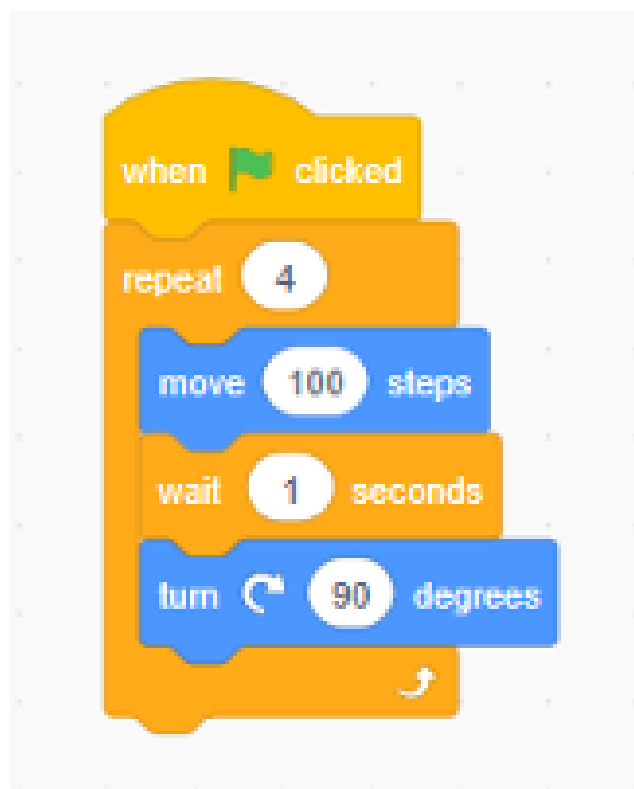 when clicked
repeat 4
move 100 steps
wait 1 seconds
turn 90 degrees